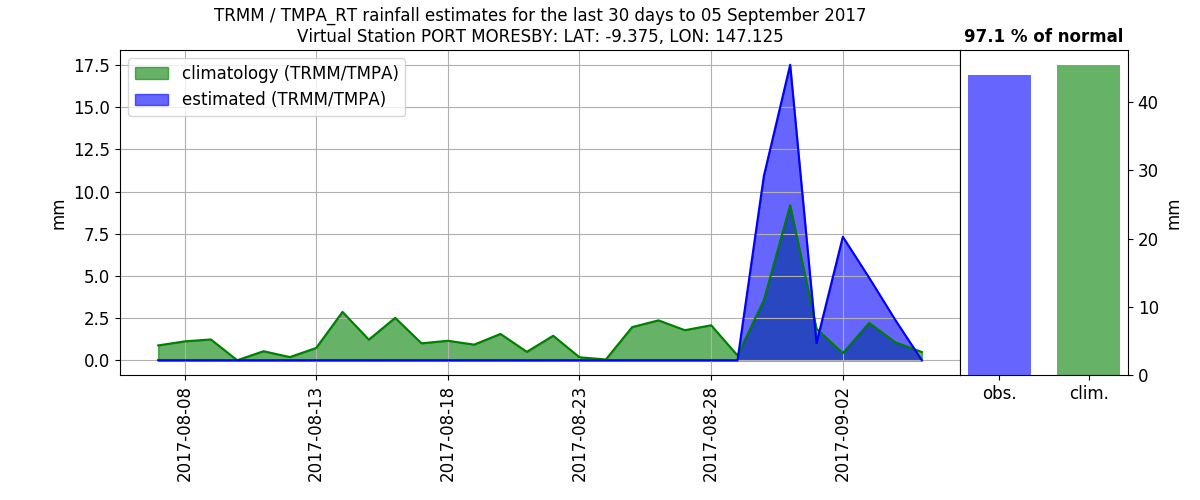 TRMM / TMPA_RT rainfall estimates for the last 30 days to 05 September 2017
Virtual Station PORT MORESBY: LAT: -9.375, LON: 147.125
97.1 % of normal
climatology (TRMM/TMPA)
estimated (TRMM/TMPA)
17.5
15.0
12.5
10.0
7.5
5.0
2.5
0.0
mm
2017-08-08
2017-08-13
2017-08-18
2017-08-23
2017-08-28
2017-09-02
40
30
20
10
0
mm
obs.
clim.